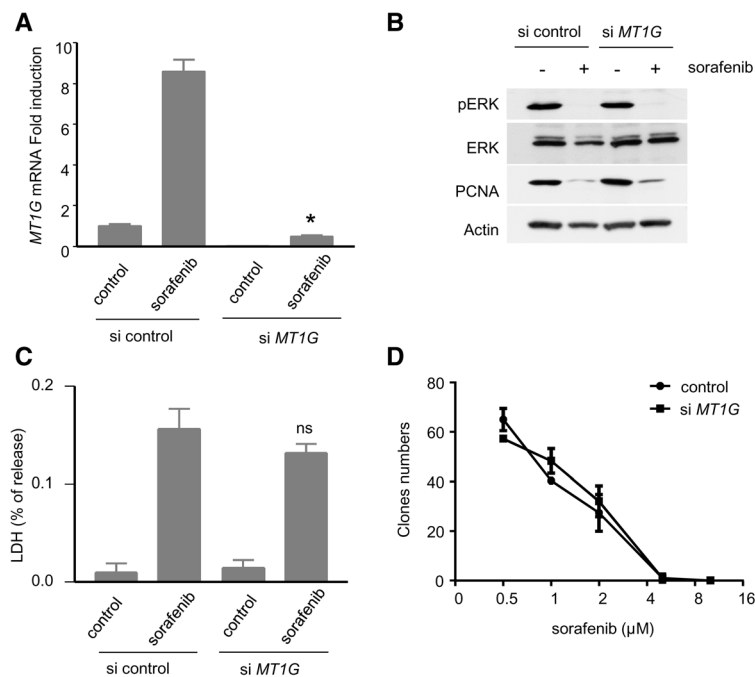 A
MT1G mRNA Fold induction
10
8
6
4
2
0
control
sorafenib
control
sorafenib
*
si control
si MT1G
B
si control
si MT1G
- + - + sorafenib
pERK
ERK
PCNA
Actin
C
LDH (% of release)
0.2
0.1
0.0
ns
control
sorafenib
control
sorafenib
si control
si MT1G
D
control
si MT1G
Clones numbers
80
60
40
20
0
0 0.5 1 2 4 8 16
sorafenib (µM)